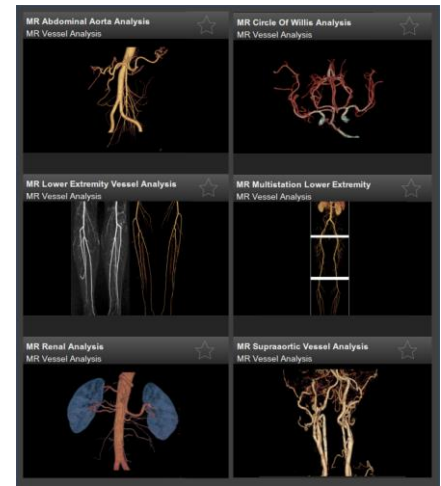 MR Abdominal Aorta Analysis
MR Vessel Analysis
MR Circle Of Willis Analysis
MR Vessel Analysis
MR Lower Extremity Vessel Analysis
MR Vessel Analysis
MR Multistation Lower Extremity
MR Vessel Analysis
MR Renal Analysis
MR Vessel Analysis
MR Supraaortic Vessel Analysis
MR Vessel Analysis